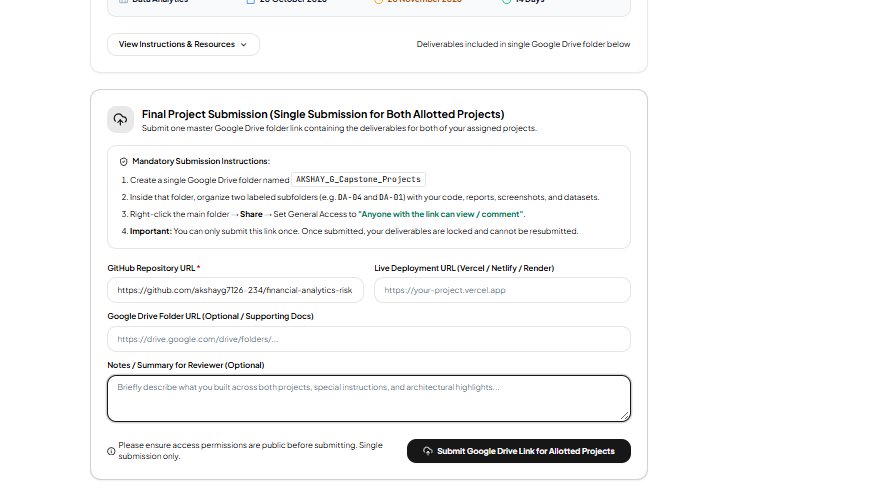 View Instructions & Resources
Deliverables included in single Google Drive folder below
Final Project Submission (Single Submission for Both Allotted Projects)
Submit one master Google Drive folder link containing the deliverables for both of your assigned projects.
Mandatory Submission Instructions:
1. Create a single Google Drive folder named AKSHAY_G_Capstone_Projects
2. Inside that folder, organize two labeled subfolders (e.g. DA-04 and DA-01) with your code, reports, screenshots, and datasets.
3. Right-click the main folder → Share → Set General Access to "Anyone with the link can view / comment".
4. Important: You can only submit this link once. Once submitted, your deliverables are locked and cannot be resubmitted.
GitHub Repository URL *
Live Deployment URL (Vercel / Netlify / Render)
https://github.com/akshayg7126-234/financial-analytics-risk
https://your-project.vercel.app
Google Drive Folder URL (Optional / Supporting Docs)
https://drive.google.com/drive/folders/...
Notes / Summary for Reviewer (Optional)
Briefly describe what you built across both projects, special instructions, and architectural highlights...
Please ensure access permissions are public before submitting. Single
submission only.
Submit Google Drive Link for Allotted Projects